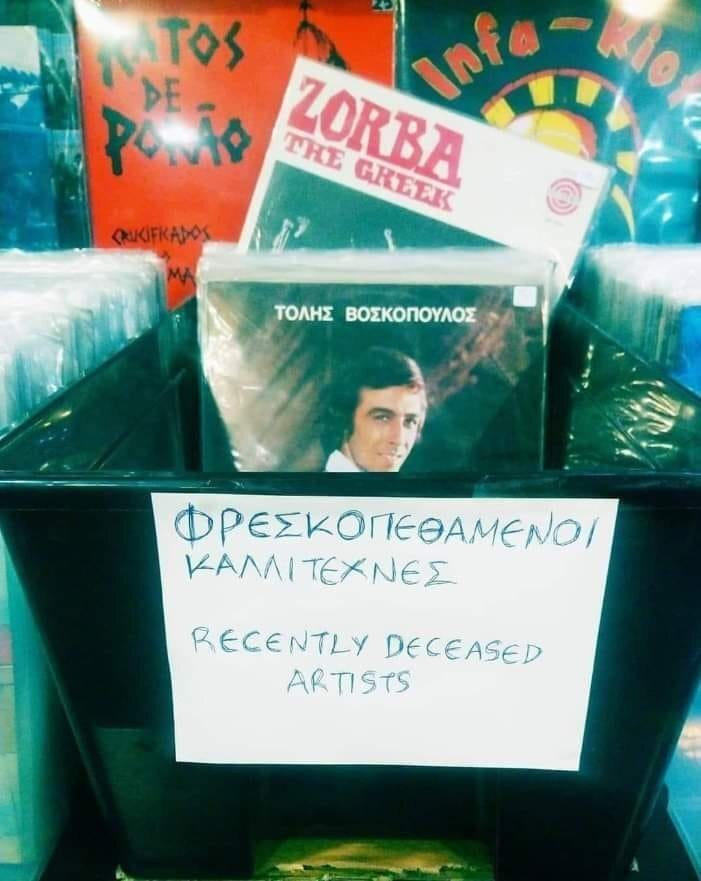 RATOS
DE
PORÃO
CRUCIFICADOS
Infa-Riot
ZORBA
THE GREEK
ΤΟΛΗΣ ΒΟΣΚΟΠΟΥΛΟΣ
ΦΡΕΣΚΟΠΕΘΑΜΕΝΟΙ
ΚΑΛΛΙΤΕΧΝΕΣ
RECENTLY DECEASED
ARTISTS